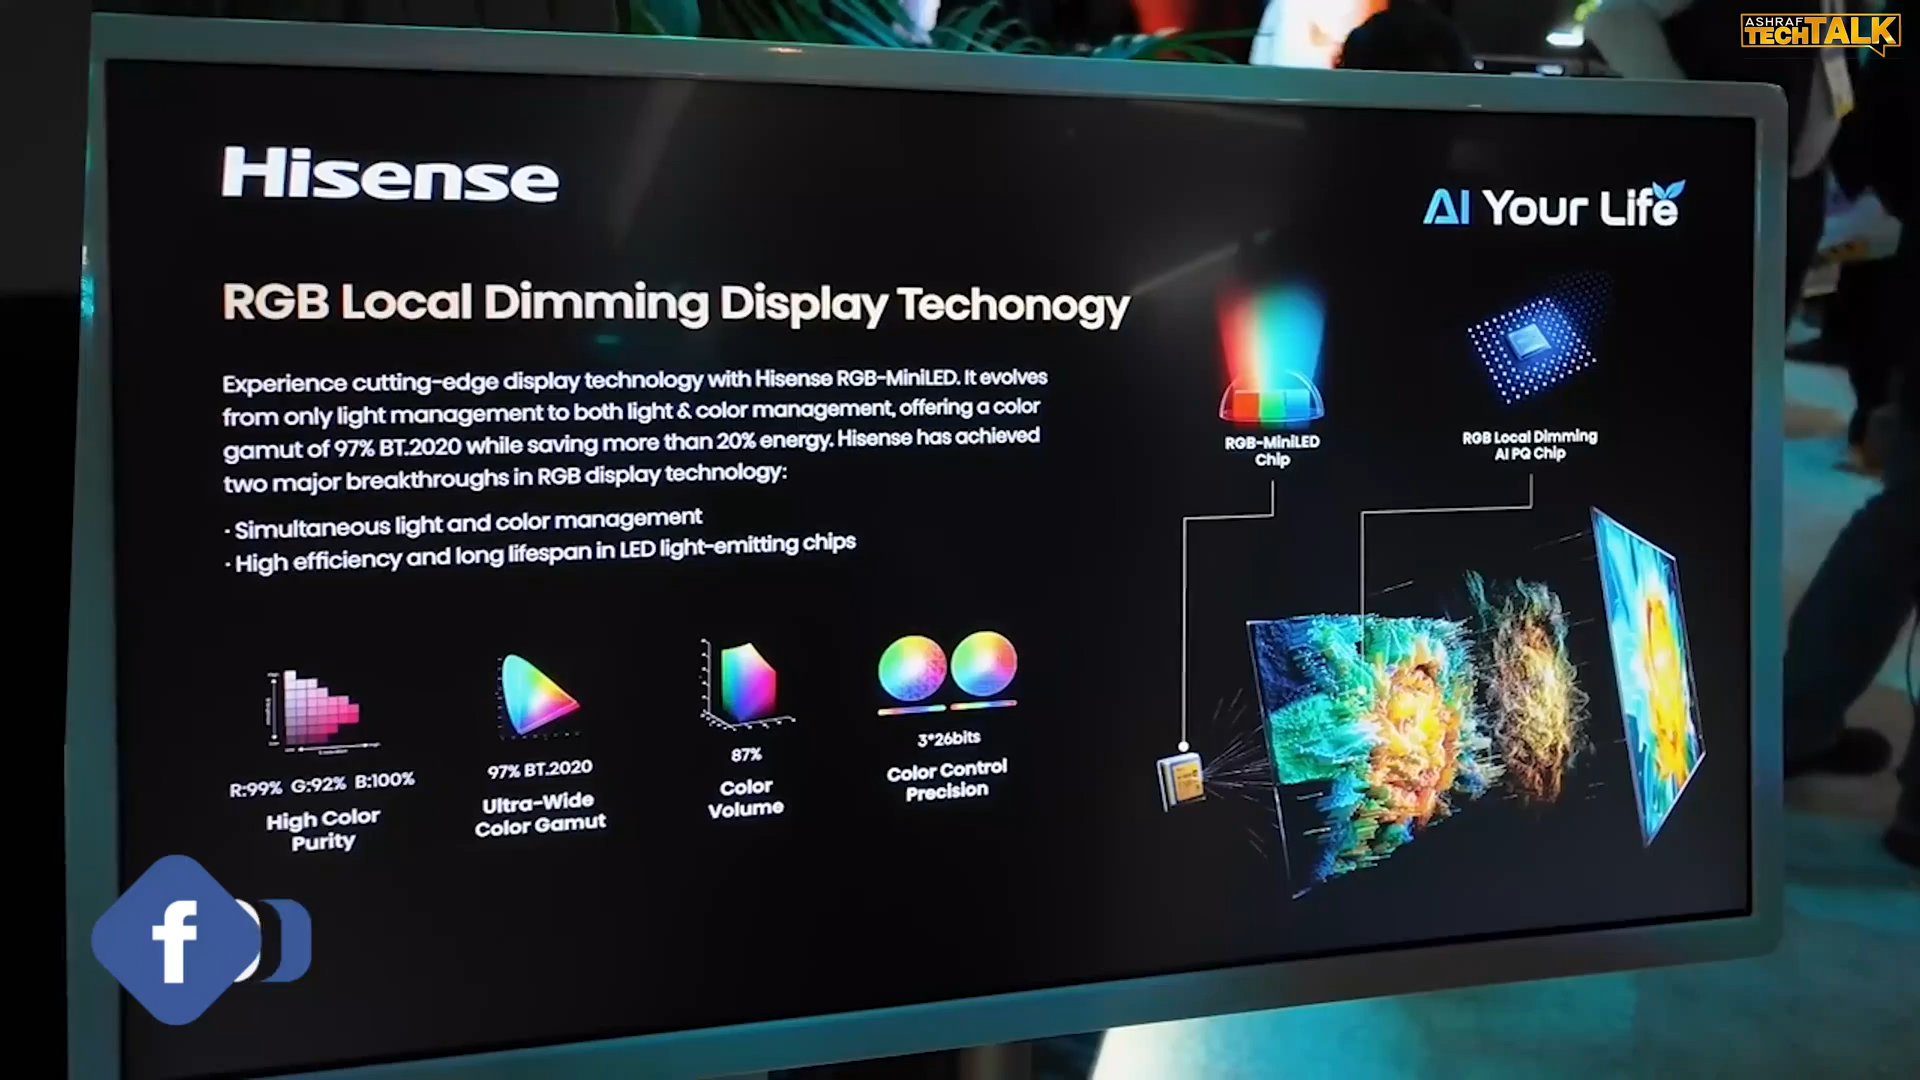 ASHRAF
TECHTALK
Hisense
AI Your Life
RGB Local Dimming Display Techonogy
Experience cutting-edge display technology with Hisense RGB-MiniLED. It evolves
from only light management to both light & color management, offering a color
gamut of 97% BT.2020 while saving more than 20% energy. Hisense has achieved
two major breakthroughs in RGB display technology:
· Simultaneous light and color management
· High efficiency and long lifespan in LED light-emitting chips
RGB-MiniLED
Chip
RGB Local Dimming
AI PQ Chip
R:99% G:92% B:100%
High Color
Purity
97% BT.2020
Ultra-Wide
Color Gamut
87%
Color
Volume
3*26bits
Color Control
Precision
f